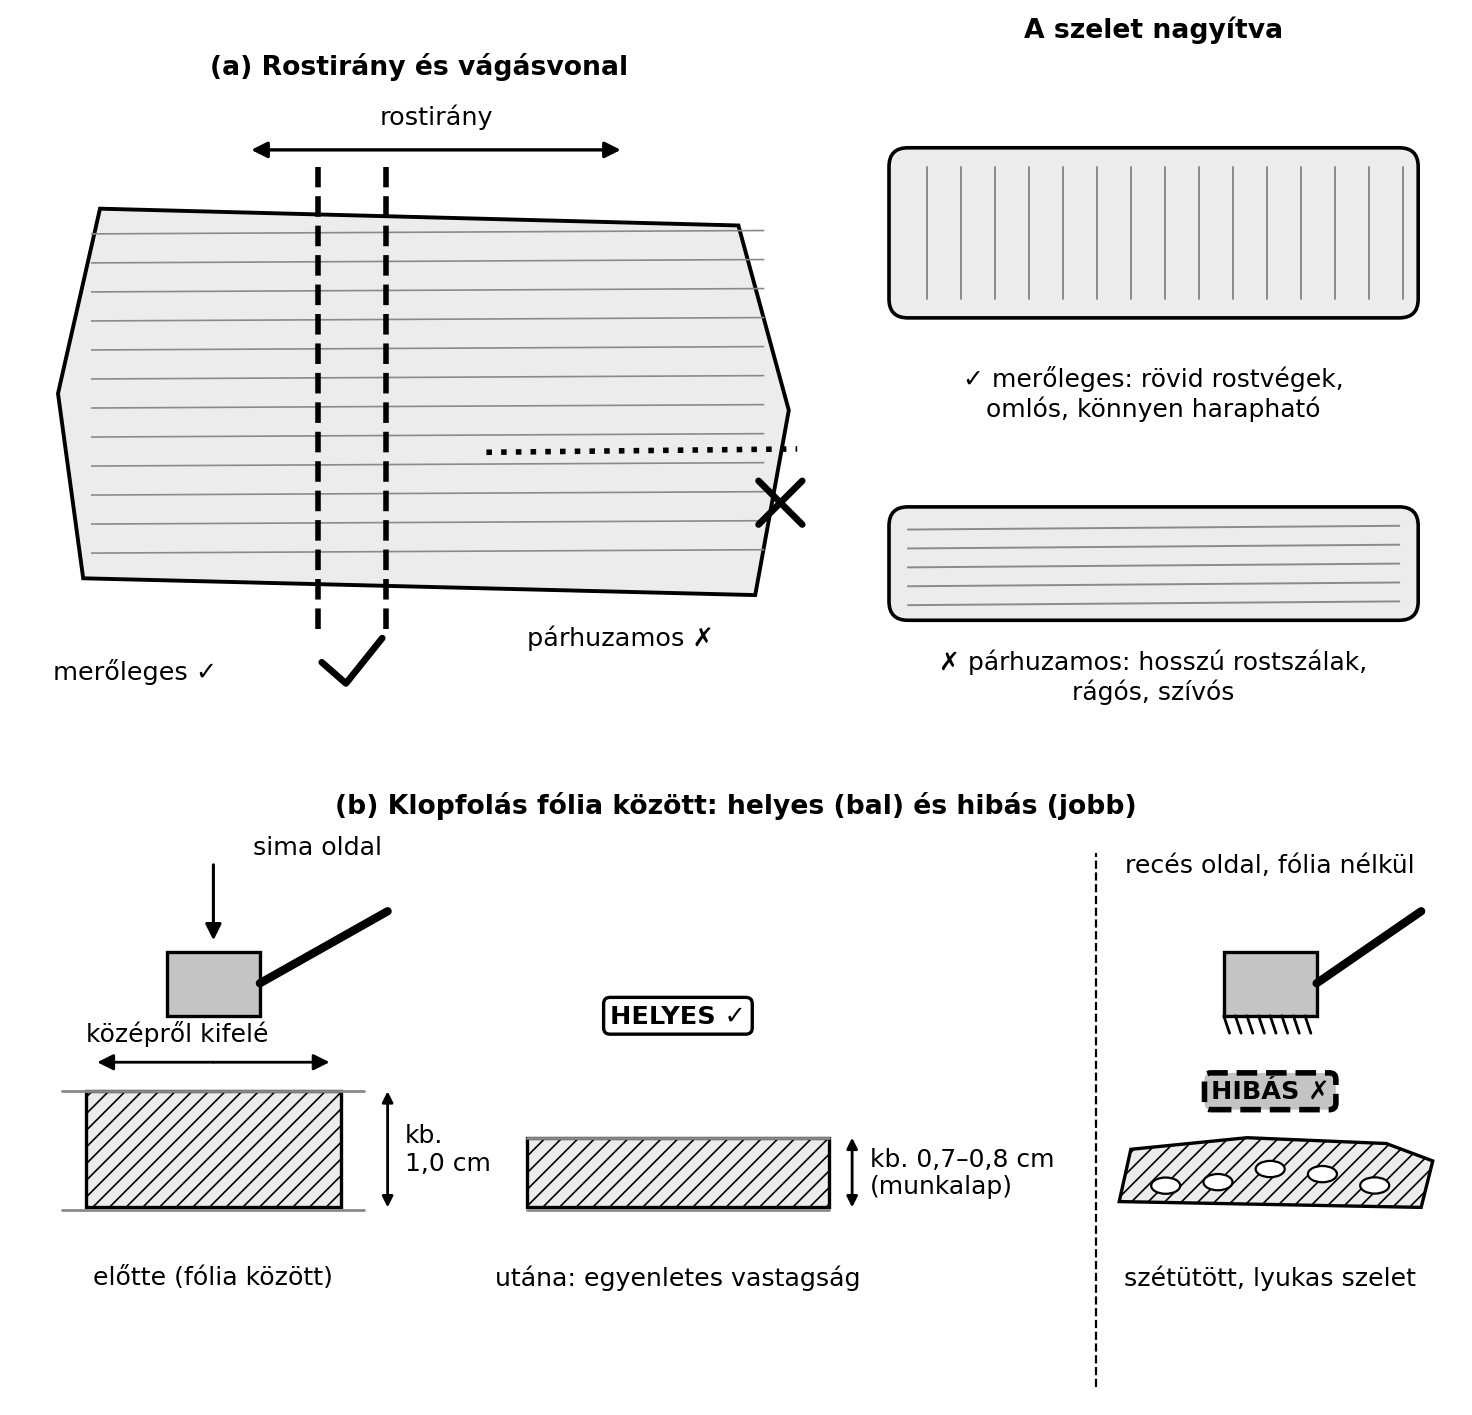 A szelet nagyítva
(a) Rostirány és vágásvonal
rostirány
✓ merőleges: rövid rostvégek,
omlós, könnyen harapható
párhuzamos ✗
merőleges ✓
✗ párhuzamos: hosszú rostszálak,
rágós, szívós
(b) Klopfolás fólia között: helyes (bal) és hibás (jobb)
sima oldal
recés oldal, fólia nélkül
HELYES ✓
középről kifelé
HIBÁS ✗
kb.
1,0 cm
kb. 0,7–0,8 cm
(munkalap)
előtte (fólia között)
utána: egyenletes vastagság
szétütött, lyukas szelet